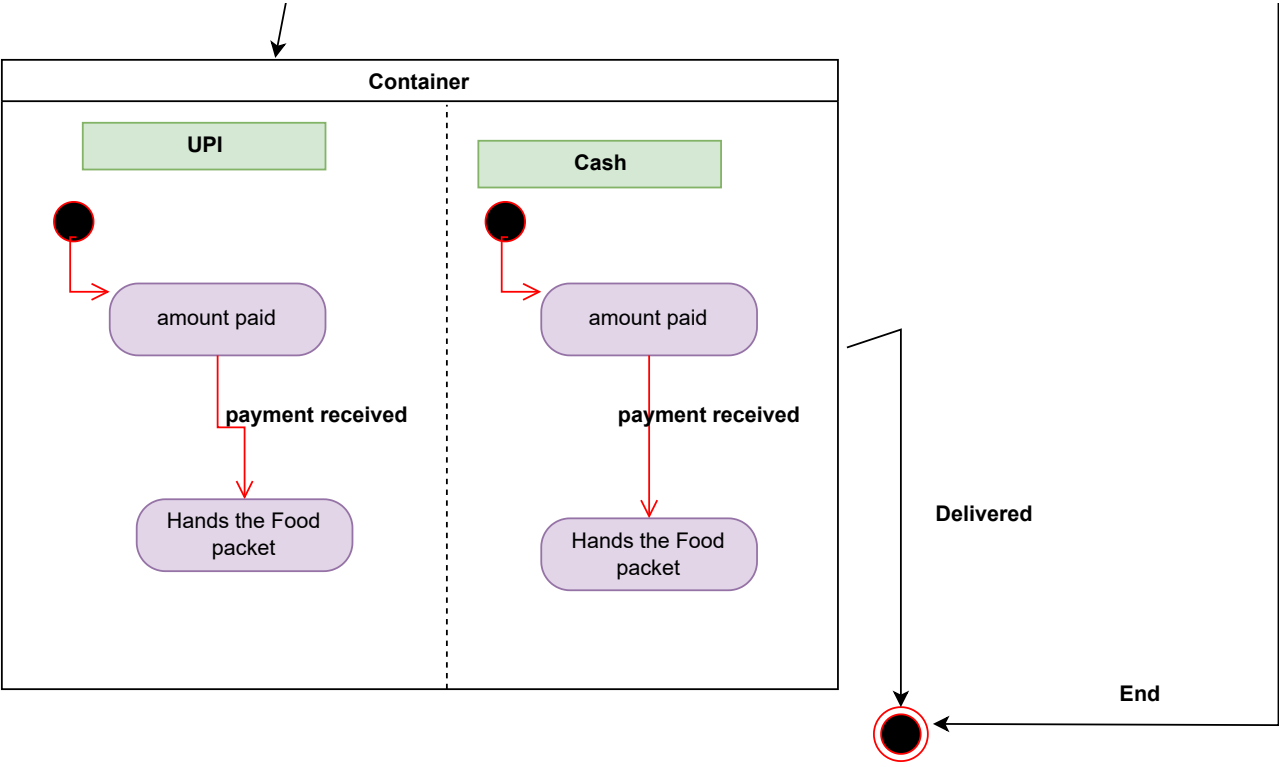 Container
UPI
Cash
amount paid
amount paid
payment received
payment received
Hands the Food
packet
Hands the Food
packet
Delivered
End